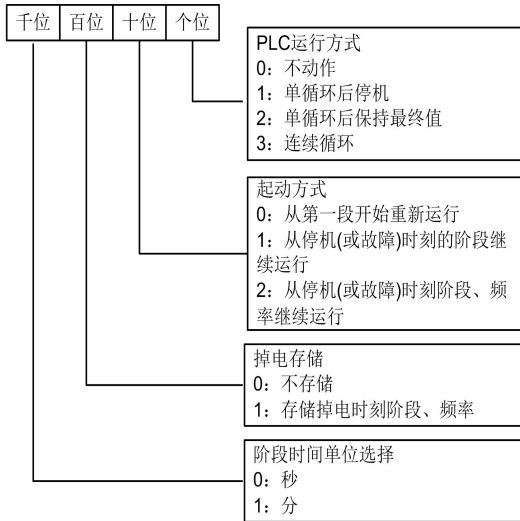 千位 百位 十位 个位
PLC运行方式
0：不动作
1：单循环后停机
2：单循环后保持最终值
3：连续循环
起动方式
0：从第一段开始重新运行
1：从停机(或故障)时刻的阶段继
续运行
2：从停机(或故障)时刻阶段、频
率继续运行
掉电存储
0：不存储
1：存储掉电时刻阶段、频率
阶段时间单位选择
0：秒
1：分